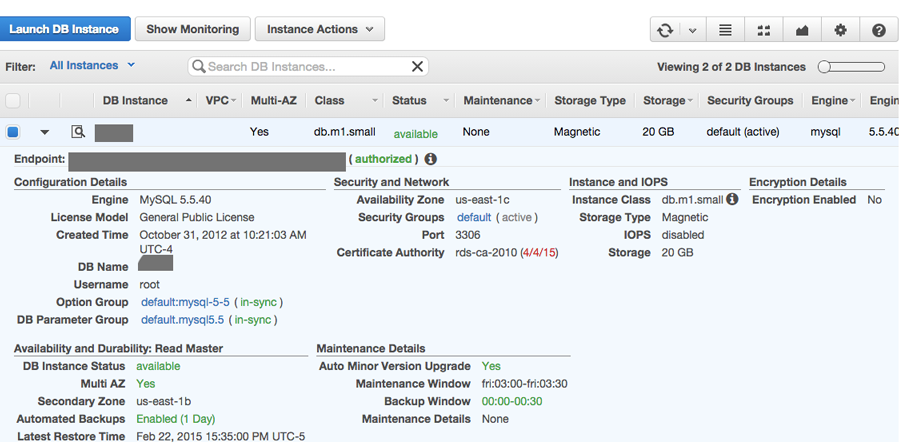 Launch DB Instance Show Monitoring Instance Actions
Filter: All Instances Search DB Instances... Viewing 2 of 2 DB Instances
DB Instance VPC Multi-AZ Class Status Maintenance Storage Type Storage Security Groups Engine Engin
Yes db.m1.small available None Magnetic 20 GB default (active) mysql 5.5.40
Endpoint: ( authorized )
Configuration Details
Engine MySQL 5.5.40
License Model General Public License
Created Time October 31, 2012 at 10:21:03 AM
UTC-4
DB Name
Username root
Option Group default:mysql-5-5 ( in-sync )
DB Parameter Group default.mysql5.5 ( in-sync )
Security and Network
Availability Zone us-east-1c
Security Groups default ( active )
Port 3306
Certificate Authority rds-ca-2010 (4/4/15)
Instance and IOPS
Instance Class db.m1.small
Storage Type Magnetic
IOPS disabled
Storage 20 GB
Encryption Details
Encryption Enabled No
Availability and Durability: Read Master
DB Instance Status available
Multi AZ Yes
Secondary Zone us-east-1b
Automated Backups Enabled (1 Day)
Latest Restore Time Feb 22, 2015 15:35:00 PM UTC-5
Maintenance Details
Auto Minor Version Upgrade Yes
Maintenance Window fri:03:00-fri:03:30
Backup Window 00:00-00:30
Maintenance Details None